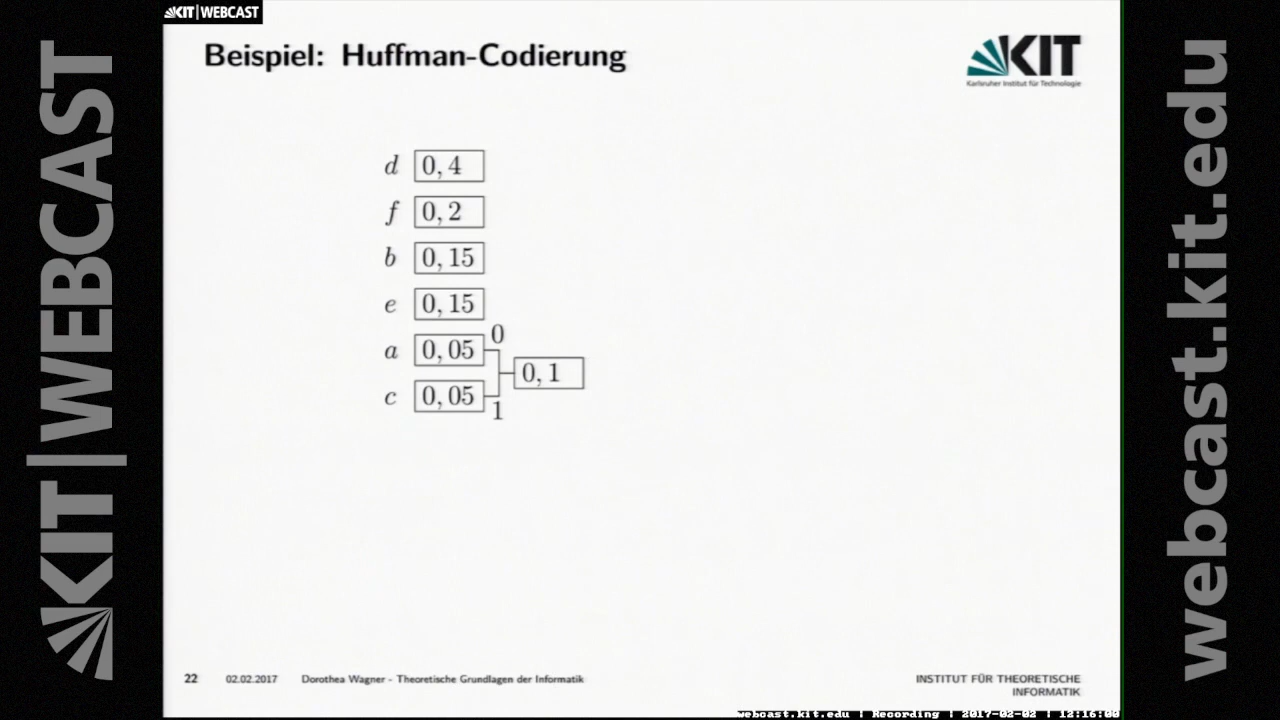 KIT|WEBCAST
Beispiel: Huffman-Codierung
KIT
Karlsruher Institut für Technologie
d 0, 4
f 0, 2
b 0, 15
e 0, 15
0
a 0, 05
0, 1
c 0, 05
1
22 02.02.2017 Dorothea Wagner - Theoretische Grundlagen der Informatik
INSTITUT FÜR THEORETISCHE
INFORMATIK
KIT|WEBCAST
webcast.kit.edu
webcast.kit.edu | Recording | 2017-02-02 | 12:16:00